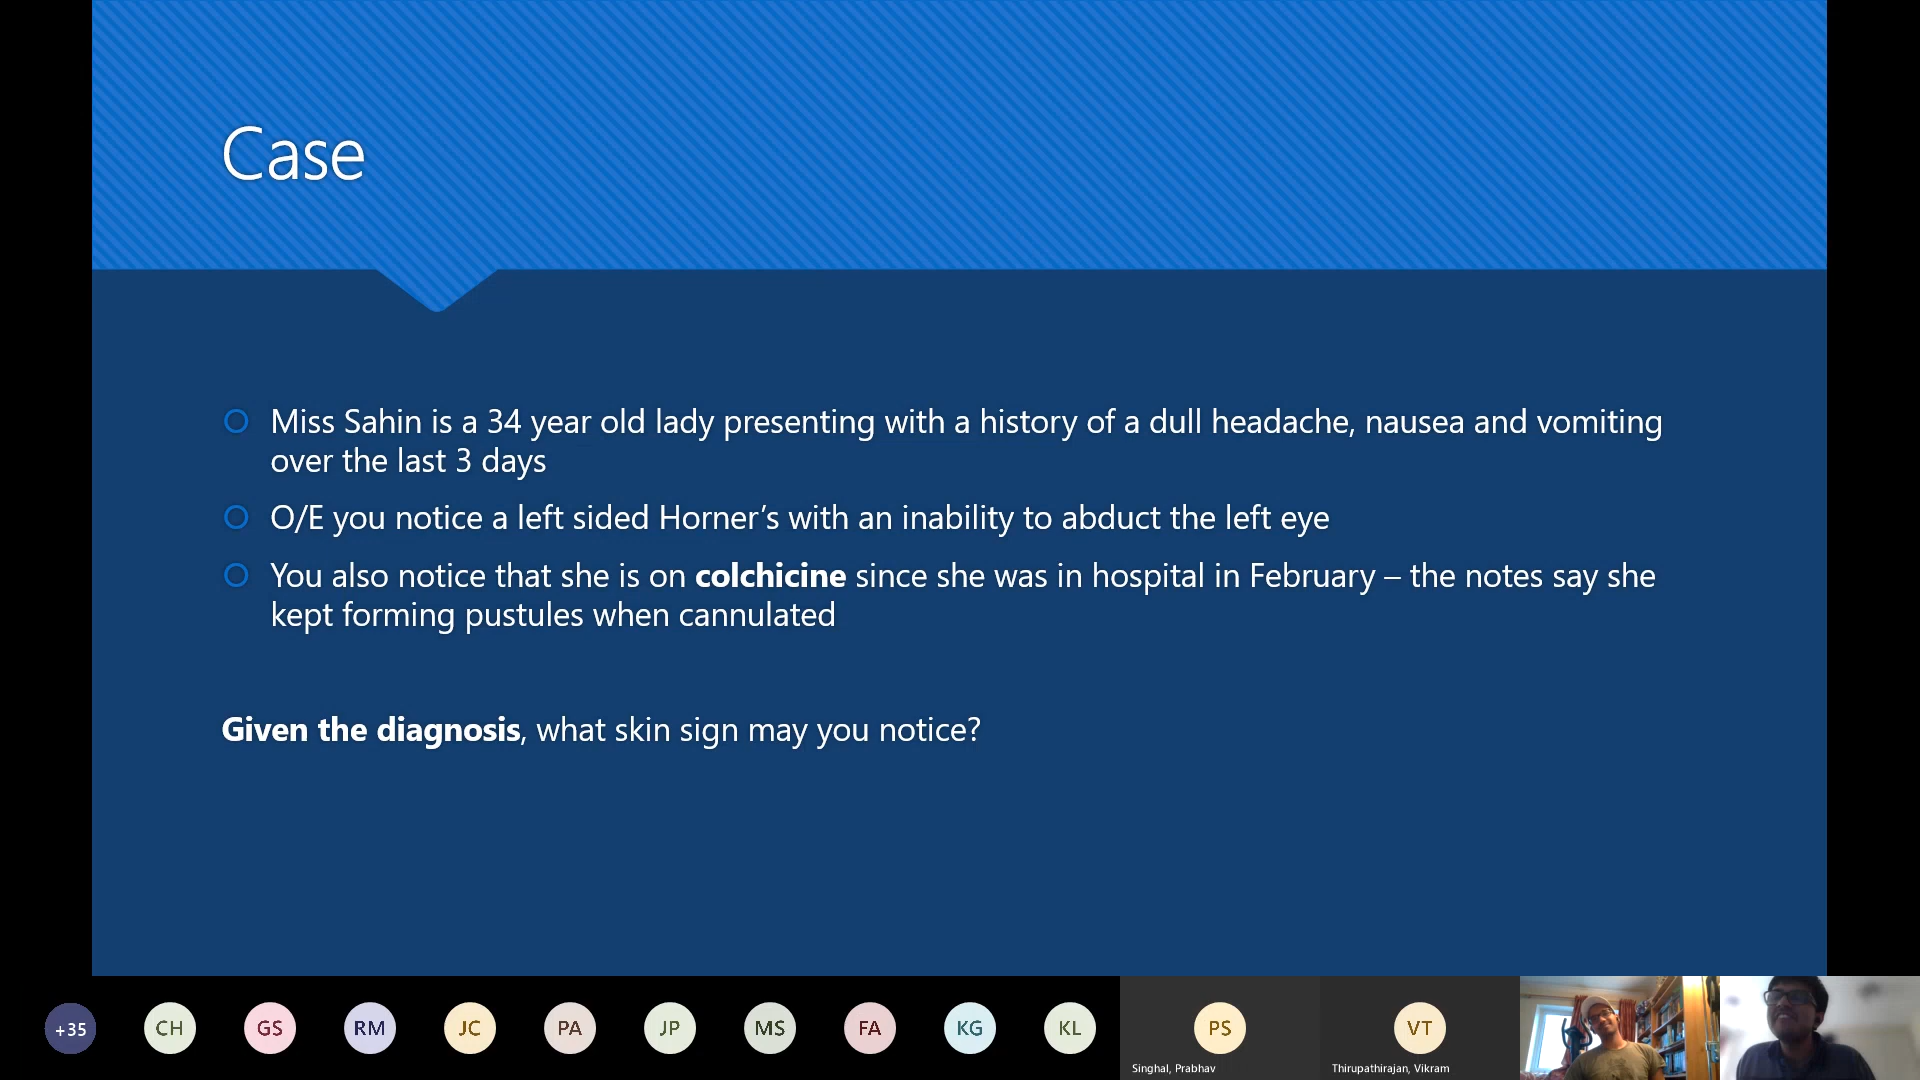 Case
Miss Sahin is a 34 year old lady presenting with a history of a dull headache, nausea and vomiting
over the last 3 days
O/E you notice a left sided Horner’s with an inability to abduct the left eye
You also notice that she is on colchicine since she was in hospital in February – the notes say she
kept forming pustules when cannulated
Given the diagnosis, what skin sign may you notice?
+35 CH GS RM JC PA JP MS FA KG KL PS VT
Singhal, Prabhav Thirupathirajan, Vikram